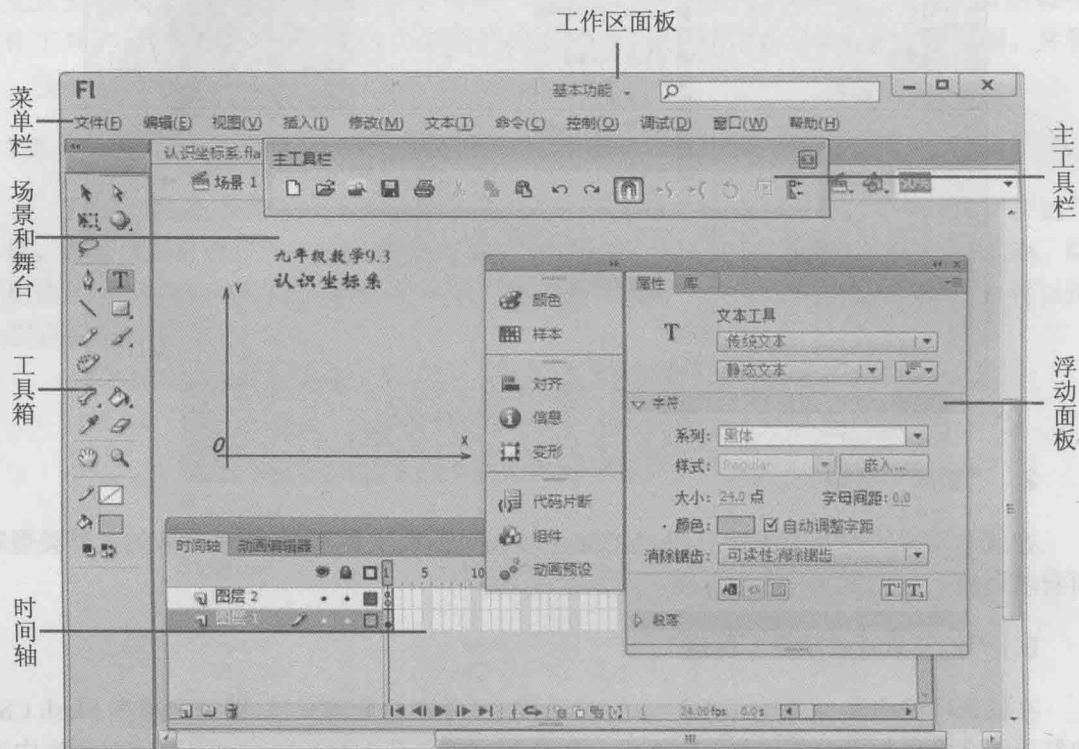 工作区面板
Fl
基本功能
菜单栏
文件(F) 编辑(E) 视图(V) 插入(I) 修改(M) 文本(T) 命令(C) 控制(O) 调试(D) 窗口(W) 帮助(H)
认识坐标系.fla
主工具栏
主工具栏
场景 1
50%
场景和舞台
九年级数学9.3
认识坐标系
Y
X
O
工具箱
颜色
样本
对齐
信息
变形
代码片断
组件
动画预设
属性 库
T 文本工具
传统文本
静态文本
字符
系列: 黑体
样式: Regular 嵌入...
大小: 24.0 点 字母间距: 0.0
颜色: 自动调整字距
消除锯齿: 可读性消除锯齿
段落
浮动面板
时间轴 动画编辑器
1 5 10
图层 2
图层 1
时间轴
1 24.00fps 0.0s